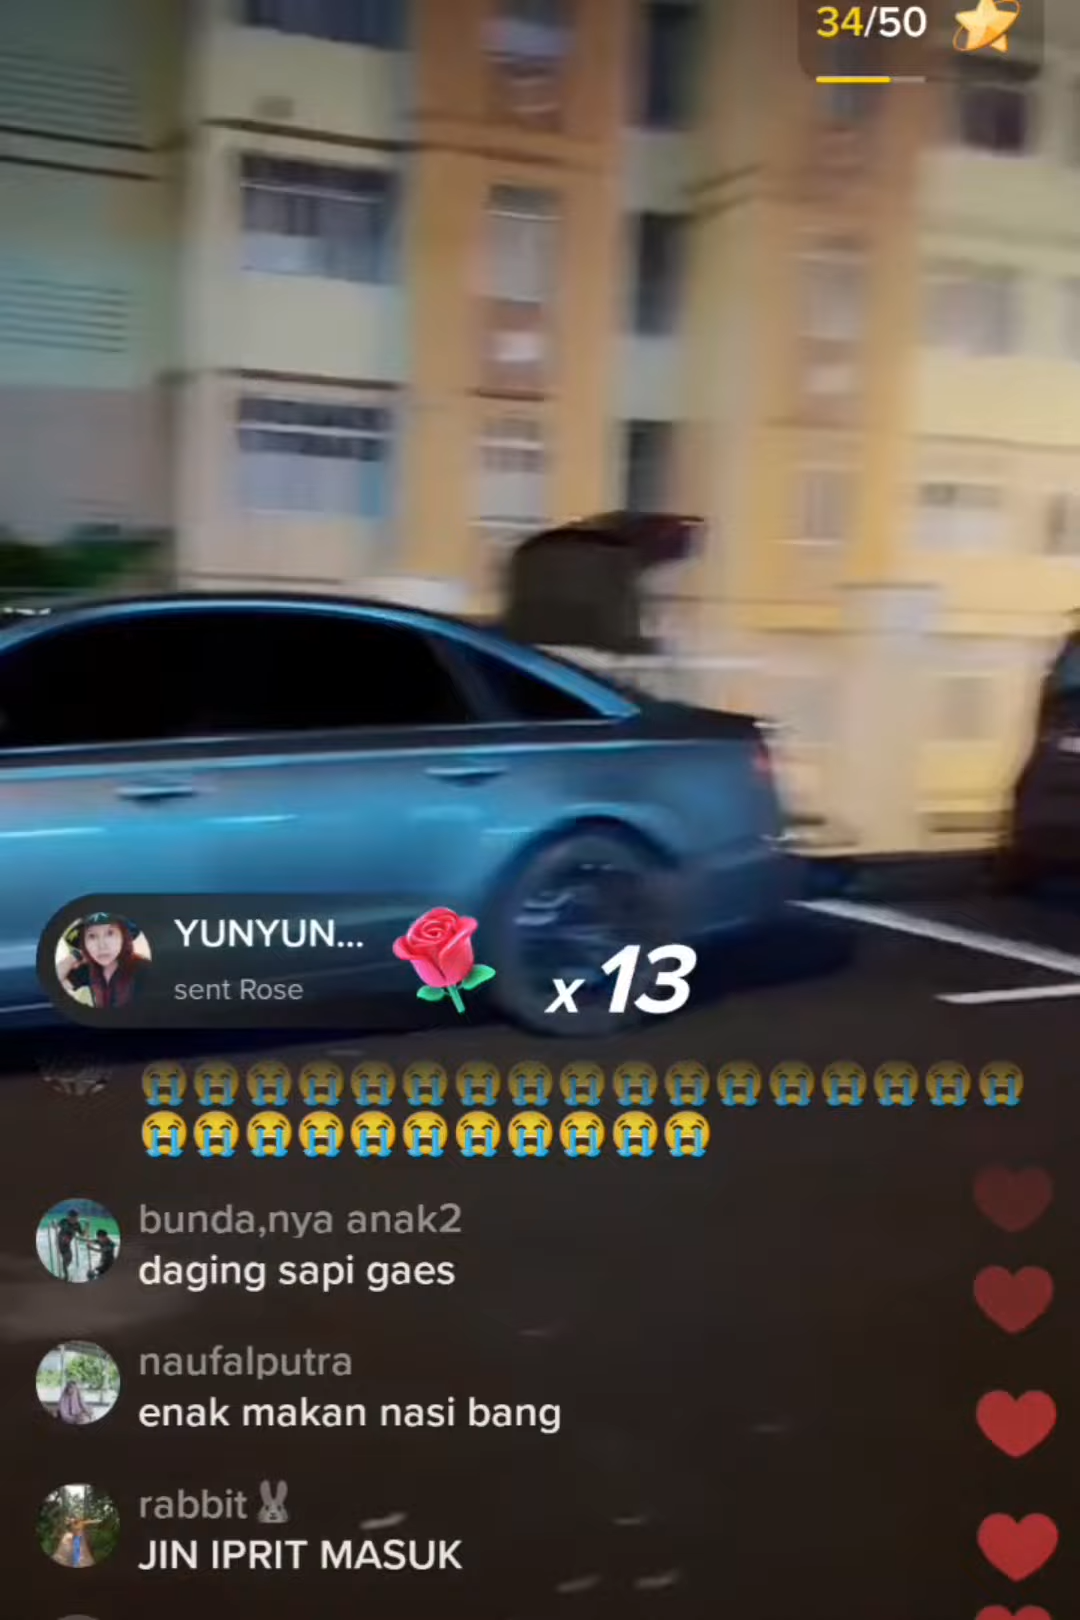 34/50
YUNYUN...
sent Rose
x 13
😭😭😭😭😭😭😭😭😭😭😭😭😭😭😭😭😭
😭😭😭😭😭😭😭😭😭😭😭
bunda,nya anak2
daging sapi gaes
naufalputra
enak makan nasi bang
rabbit🐰
JIN IPRIT MASUK